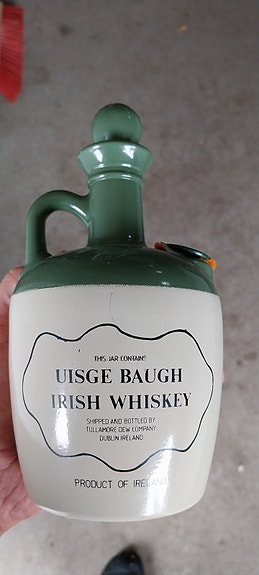 THIS JAR CONTAINS
UISGE BAUGH
IRISH WHISKEY
SHIPPED AND BOTTLED BY
TULLAMORE DEW COMPANY
DUBLIN IRELAND
PRODUCT OF IRELAND